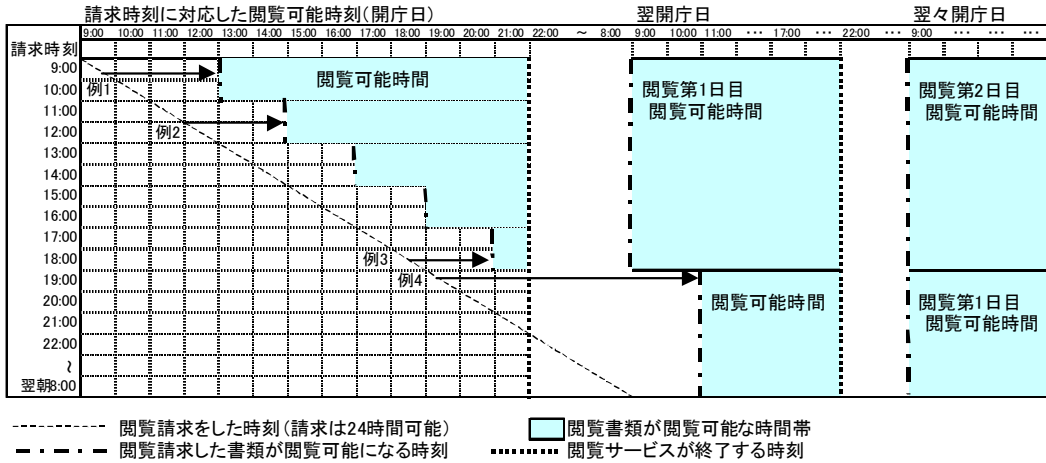 請求時刻に対応した閲覧可能時刻(開庁日) 翌開庁日 翌々開庁日
9:00 10:00 11:00 12:00 13:00 14:00 15:00 16:00 17:00 18:00 19:00 20:00 21:00 22:00 ～ 8:00 9:00 10:00 11:00 … 17:00 … 22:00 … 9:00 … …
請求時刻
9:00
10:00
11:00
12:00
13:00
14:00
15:00
16:00
17:00
18:00
19:00
20:00
21:00
22:00
～
翌朝8:00
例1
例2
例3
例4
閲覧可能時間
閲覧第1日目
閲覧可能時間
閲覧第2日目
閲覧可能時間
閲覧可能時間
閲覧第1日目
閲覧可能時間
閲覧請求をした時刻(請求は24時間可能) 閲覧書類が閲覧可能な時間帯
閲覧請求した書類が閲覧可能になる時刻 閲覧サービスが終了する時刻